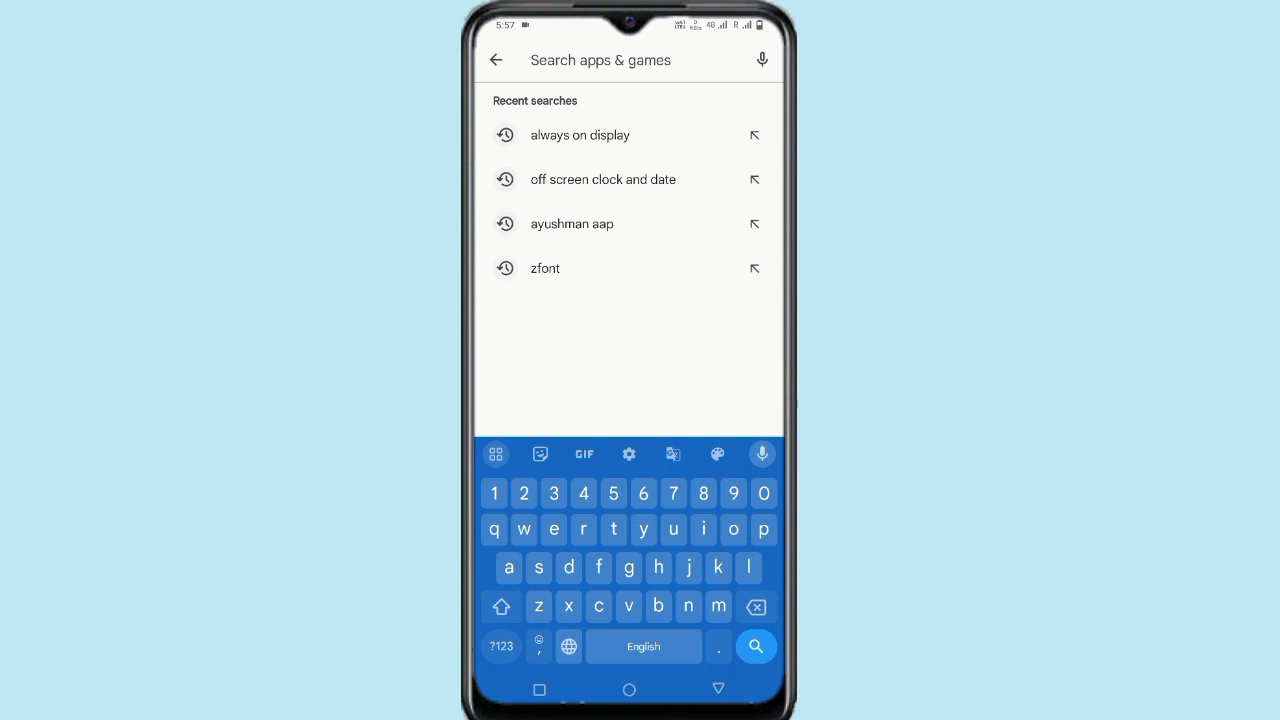 5:57
4G R
Search apps & games
Recent searches
always on display
off screen clock and date
ayushman aap
zfont
GIF
1 2 3 4 5 6 7 8 9 0
q w e r t y u i o p
a s d f g h j k l
z x c v b n m
?123 , English .